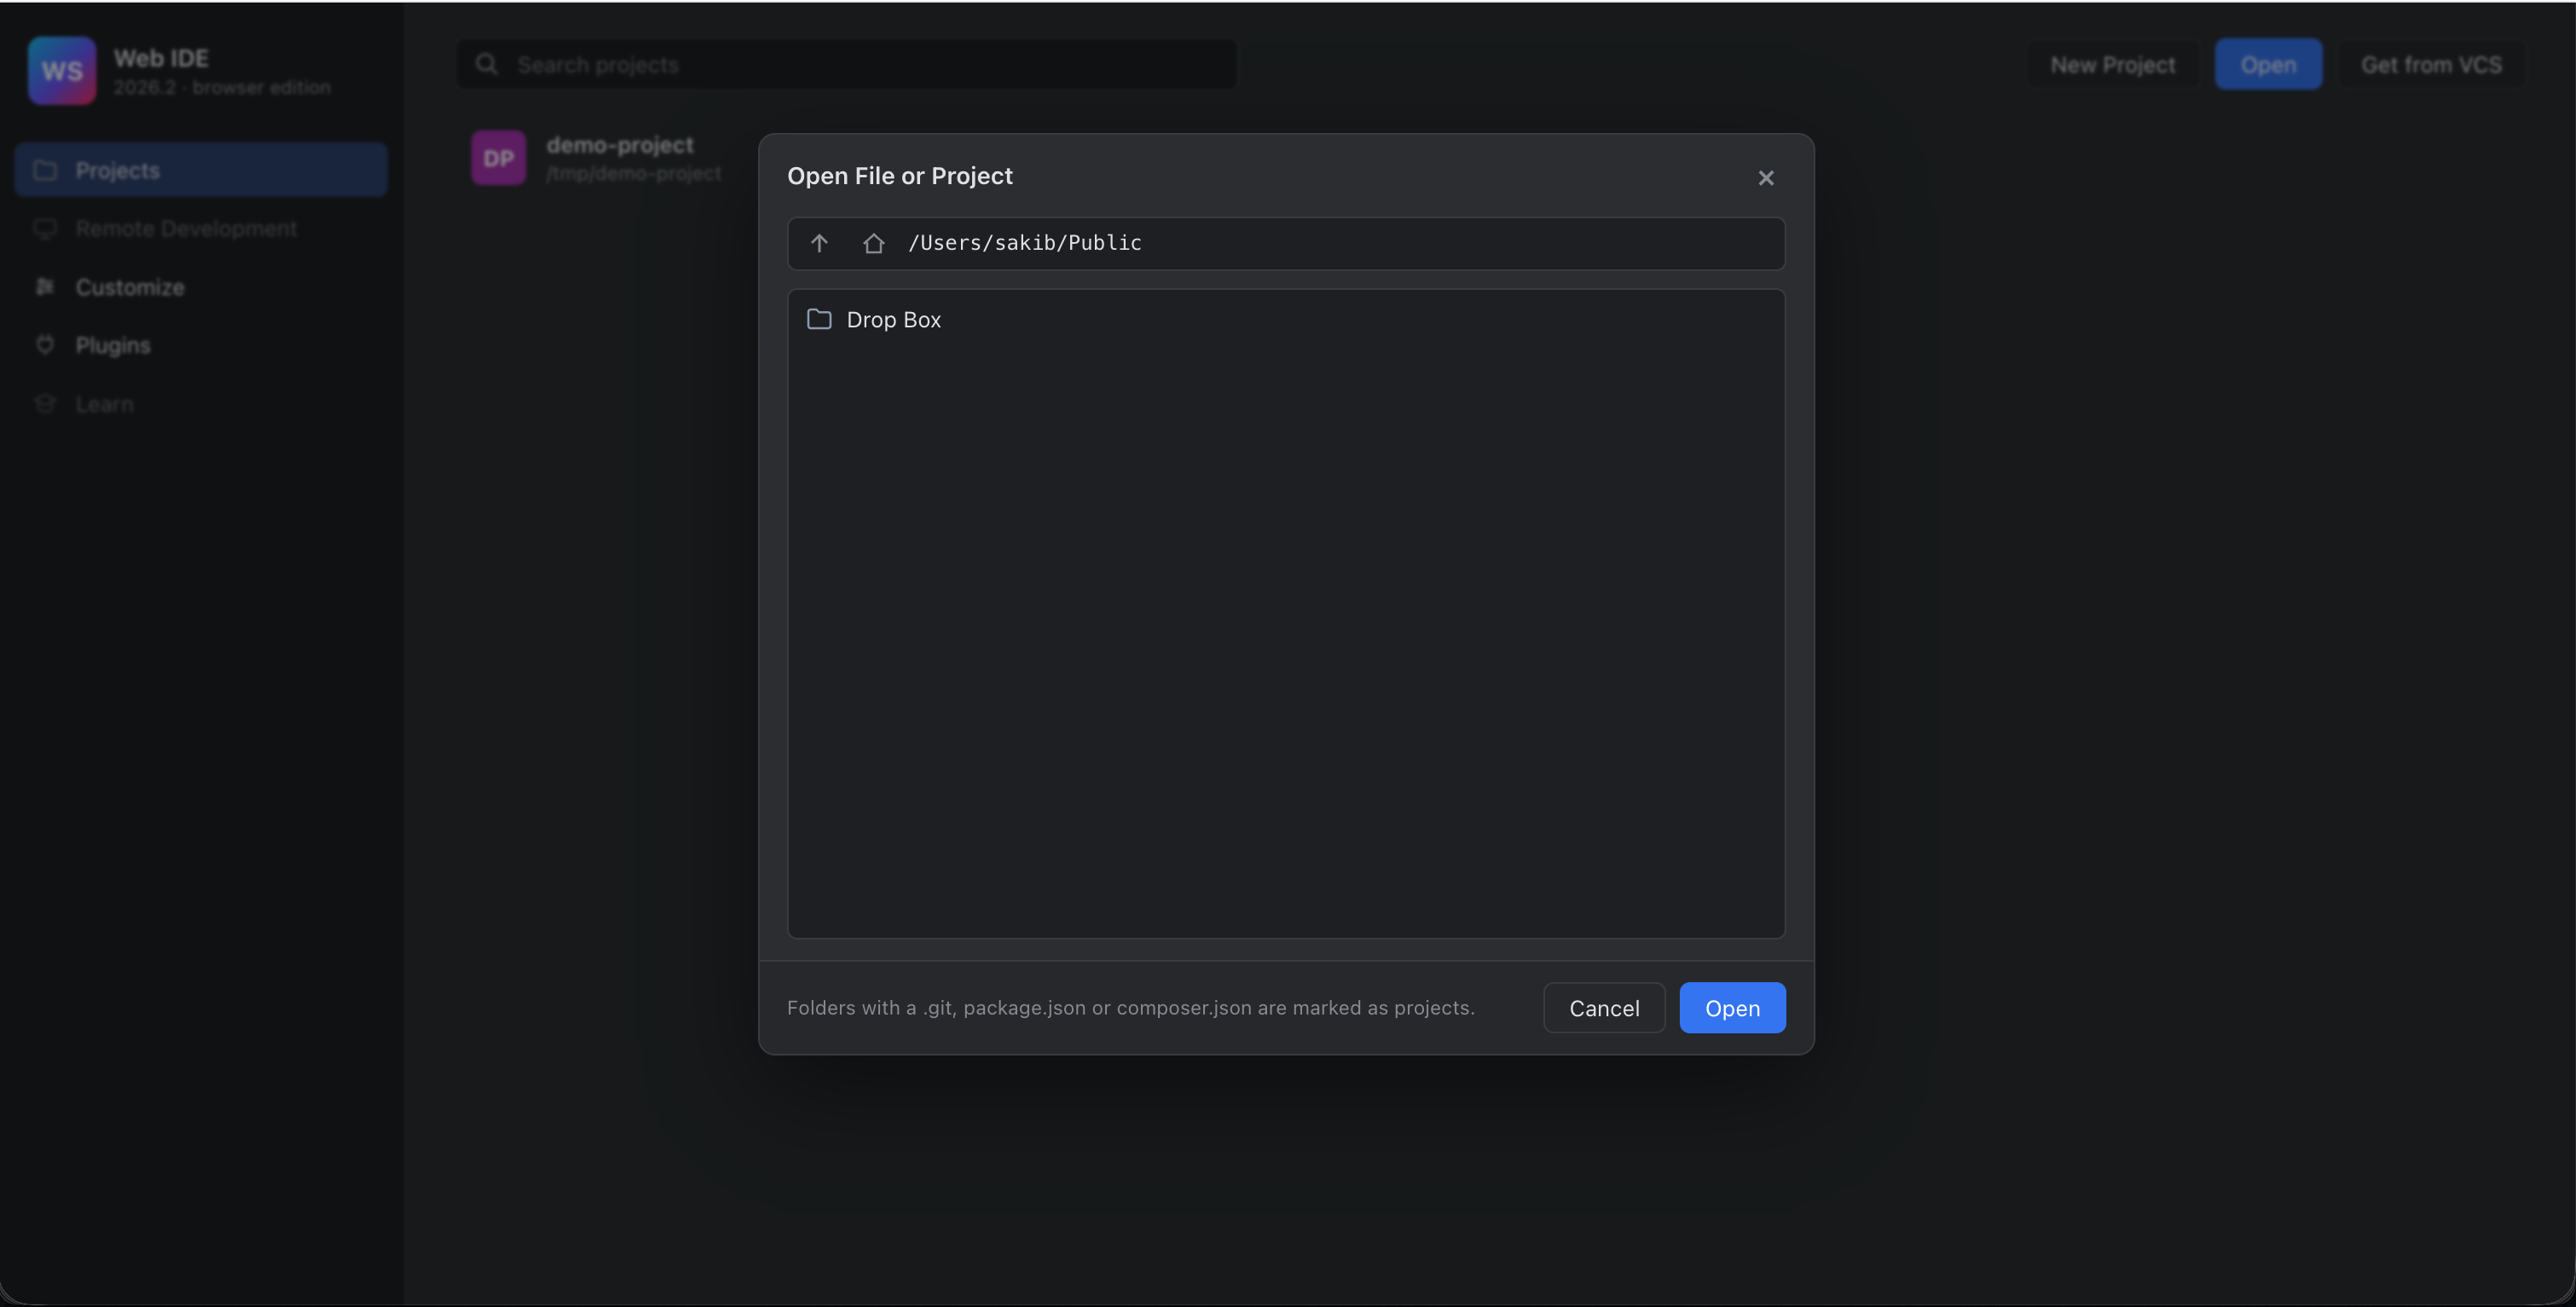 WS
Web IDE
2026.2 · browser edition
Projects
Remote Development
Customize
Plugins
Learn
Search projects
New Project
Open
Get from VCS
DP
demo-project
/tmp/demo-project
Open File or Project
/Users/sakib/Public
Drop Box
Folders with a .git, package.json or composer.json are marked as projects.
Cancel
Open